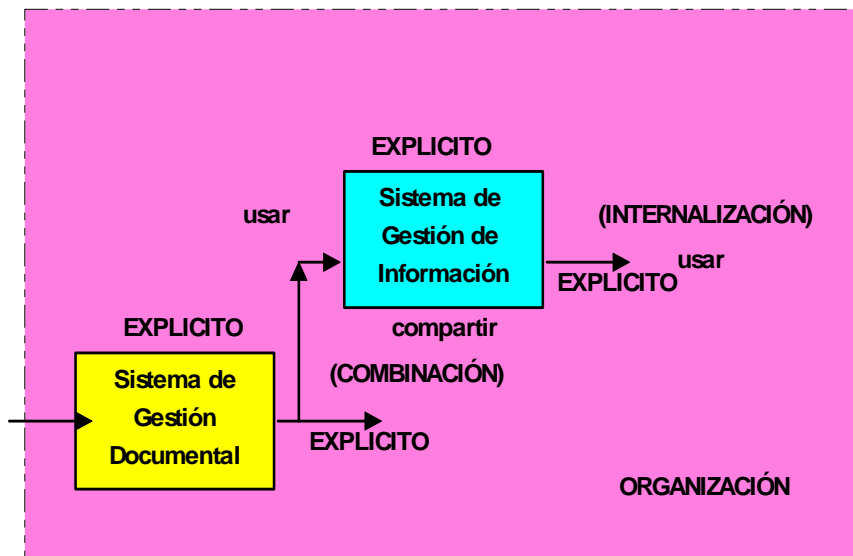 EXPLICITO
Sistema de
Gestión de
Información
usar
(INTERNALIZACIÓN)
usar
EXPLICITO
compartir
EXPLICITO
Sistema de
Gestión
Documental
(COMBINACIÓN)
EXPLICITO
ORGANIZACIÓN